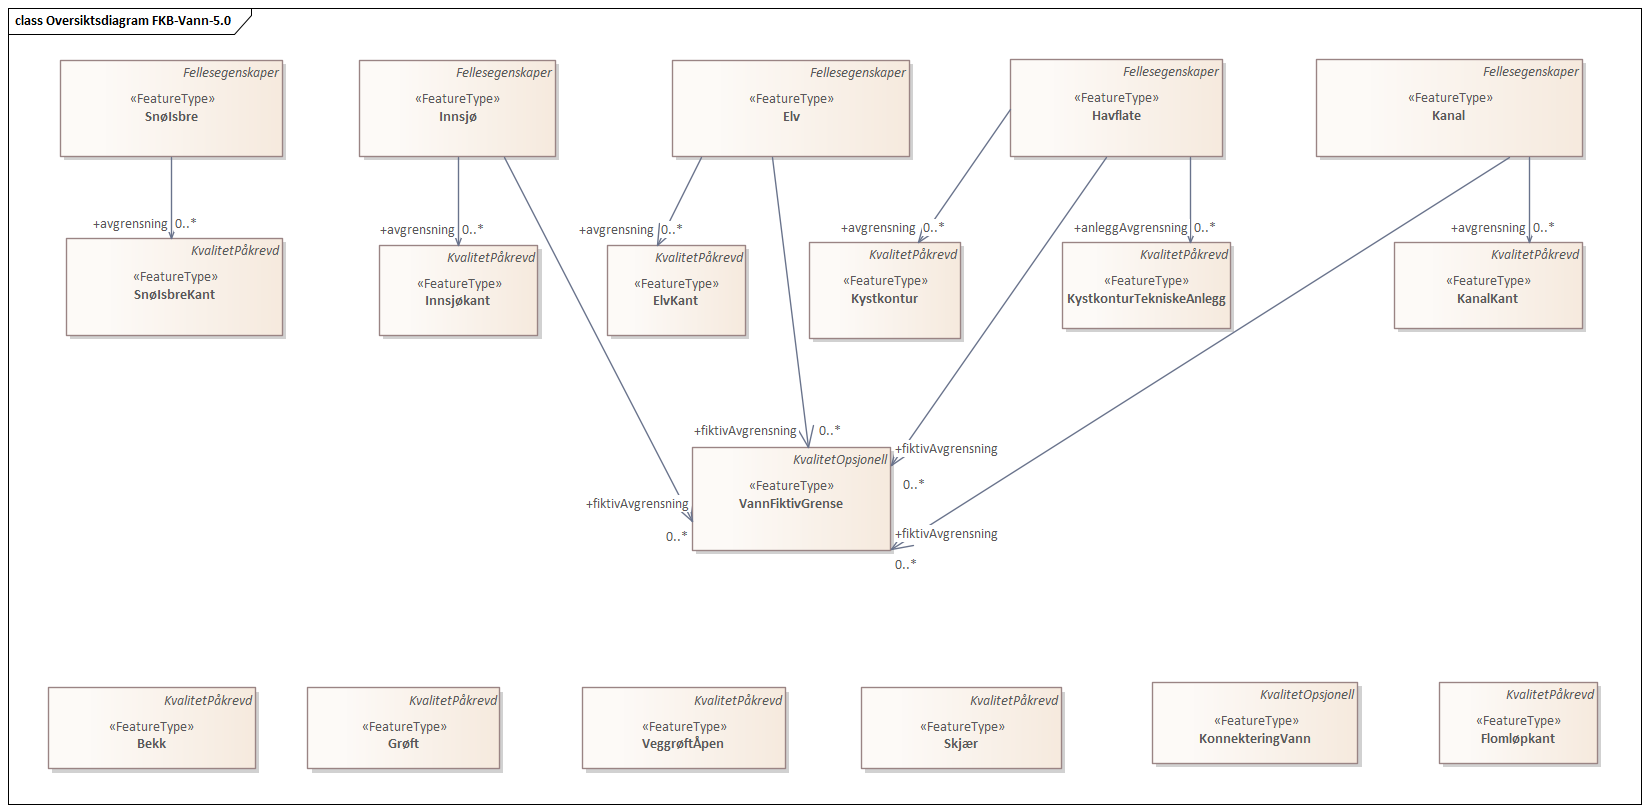 class Oversiktsdiagram FKB-Vann-5.0
Fellesegenskaper
«FeatureType»
SnøIsbre
Fellesegenskaper
«FeatureType»
Innsjø
Fellesegenskaper
«FeatureType»
Elv
Fellesegenskaper
«FeatureType»
Havflate
Fellesegenskaper
«FeatureType»
Kanal
+avgrensning 0..*
+avgrensning 0..*
+avgrensning 0..*
+avgrensning 0..*
+anleggAvgrensning 0..*
+avgrensning 0..*
KvalitetPåkrevd
«FeatureType»
SnøIsbreKant
KvalitetPåkrevd
«FeatureType»
Innsjøkant
KvalitetPåkrevd
«FeatureType»
ElvKant
KvalitetPåkrevd
«FeatureType»
Kystkontur
KvalitetPåkrevd
«FeatureType»
KystkonturTekniskeAnlegg
KvalitetPåkrevd
«FeatureType»
KanalKant
+fiktivAvgrensning 0..*
+fiktivAvgrensning
0..*
KvalitetOpsjonell
«FeatureType»
VannFiktivGrense
+fiktivAvgrensning
0..*
+fiktivAvgrensning
0..*
KvalitetPåkrevd
«FeatureType»
Bekk
KvalitetPåkrevd
«FeatureType»
Grøft
KvalitetPåkrevd
«FeatureType»
VeggrøftÅpen
KvalitetPåkrevd
«FeatureType»
Skjær
KvalitetOpsjonell
«FeatureType»
KonnekteringVann
KvalitetPåkrevd
«FeatureType»
Flomløpkant